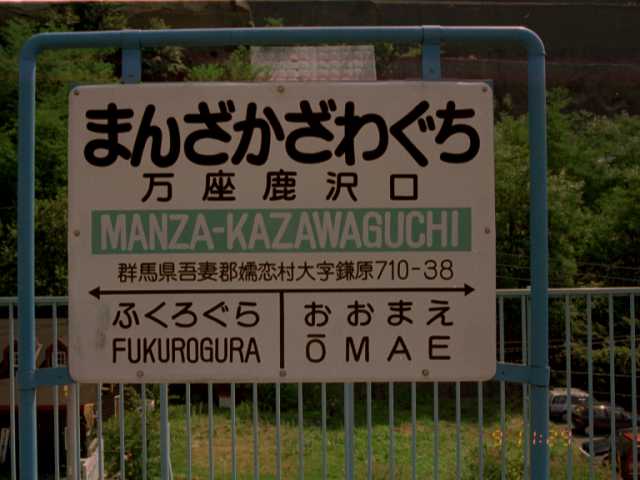 まんざかざわぐち
万座鹿沢口
MANZA-KAZAWAGUCHI
群馬県吾妻郡嬬恋村大字鎌原710-38
ふくろぐら
FUKUROGURA
おおまえ
ŌMAE